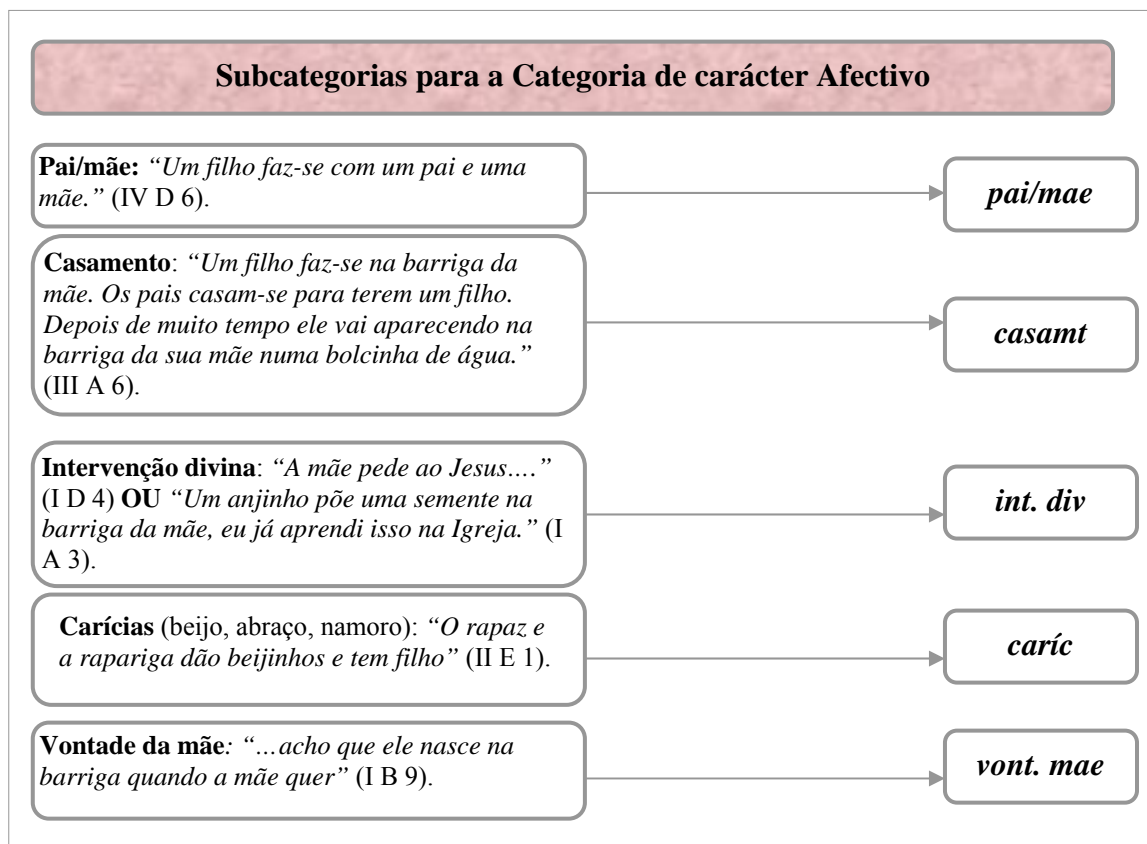 Subcategorias para a Categoria de carácter Afectivo
Pai/mãe: “Um filho faz-se com um pai e uma
mãe.” (IV D 6).
pai/mae
Casamento: “Um filho faz-se na barriga da
mãe. Os pais casam-se para terem um filho.
Depois de muito tempo ele vai aparecendo na
barriga da sua mãe numa bolcinha de água.”
(III A 6).
casamt
Intervenção divina: “A mãe pede ao Jesus….”
(I D 4) OU “Um anjinho põe uma semente na
barriga da mãe, eu já aprendi isso na Igreja.” (I
A 3).
int. div
Carícias (beijo, abraço, namoro): “O rapaz e
a rapariga dão beijinhos e tem filho” (II E 1).
caríc
Vontade da mãe: “…acho que ele nasce na
barriga quando a mãe quer” (I B 9).
vont. mae